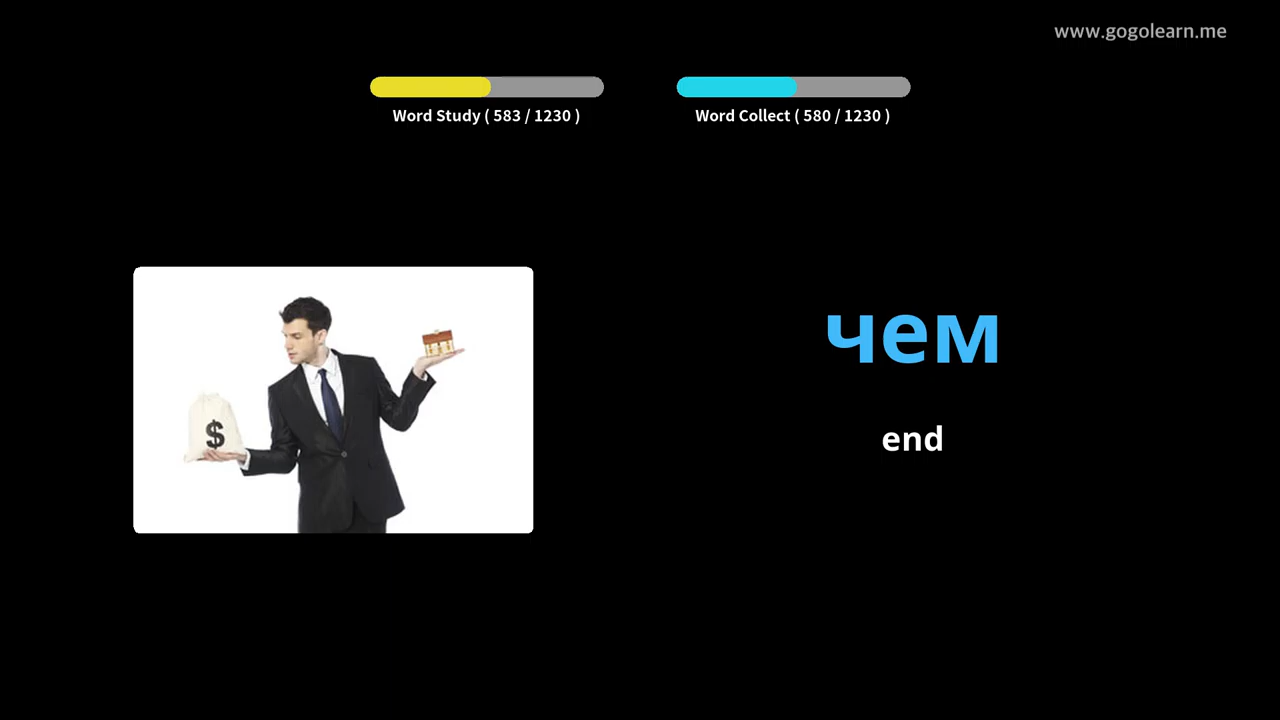 www.gogolearn.me
Word Study ( 583 / 1230 )
Word Collect ( 580 / 1230 )
$
чем
end